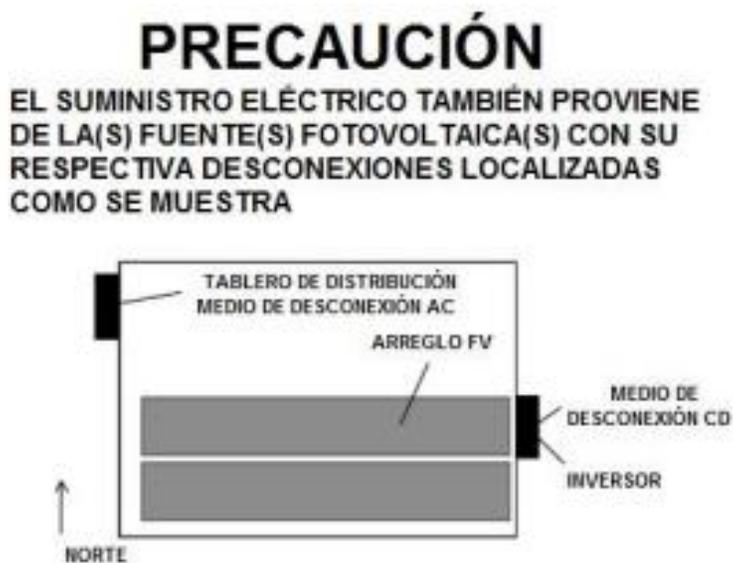 PRECAUCIÓN
EL SUMINISTRO ELÉCTRICO TAMBIÉN PROVIENE
DE LA(S) FUENTE(S) FOTOVOLTAICA(S) CON SU
RESPECTIVA DESCONEXIONES LOCALIZADAS
COMO SE MUESTRA
TABLERO DE DISTRIBUCIÓN
MEDIO DE DESCONEXIÓN AC
ARREGLO FV
MEDIO DE
DESCONEXIÓN CD
INVERSOR
NORTE